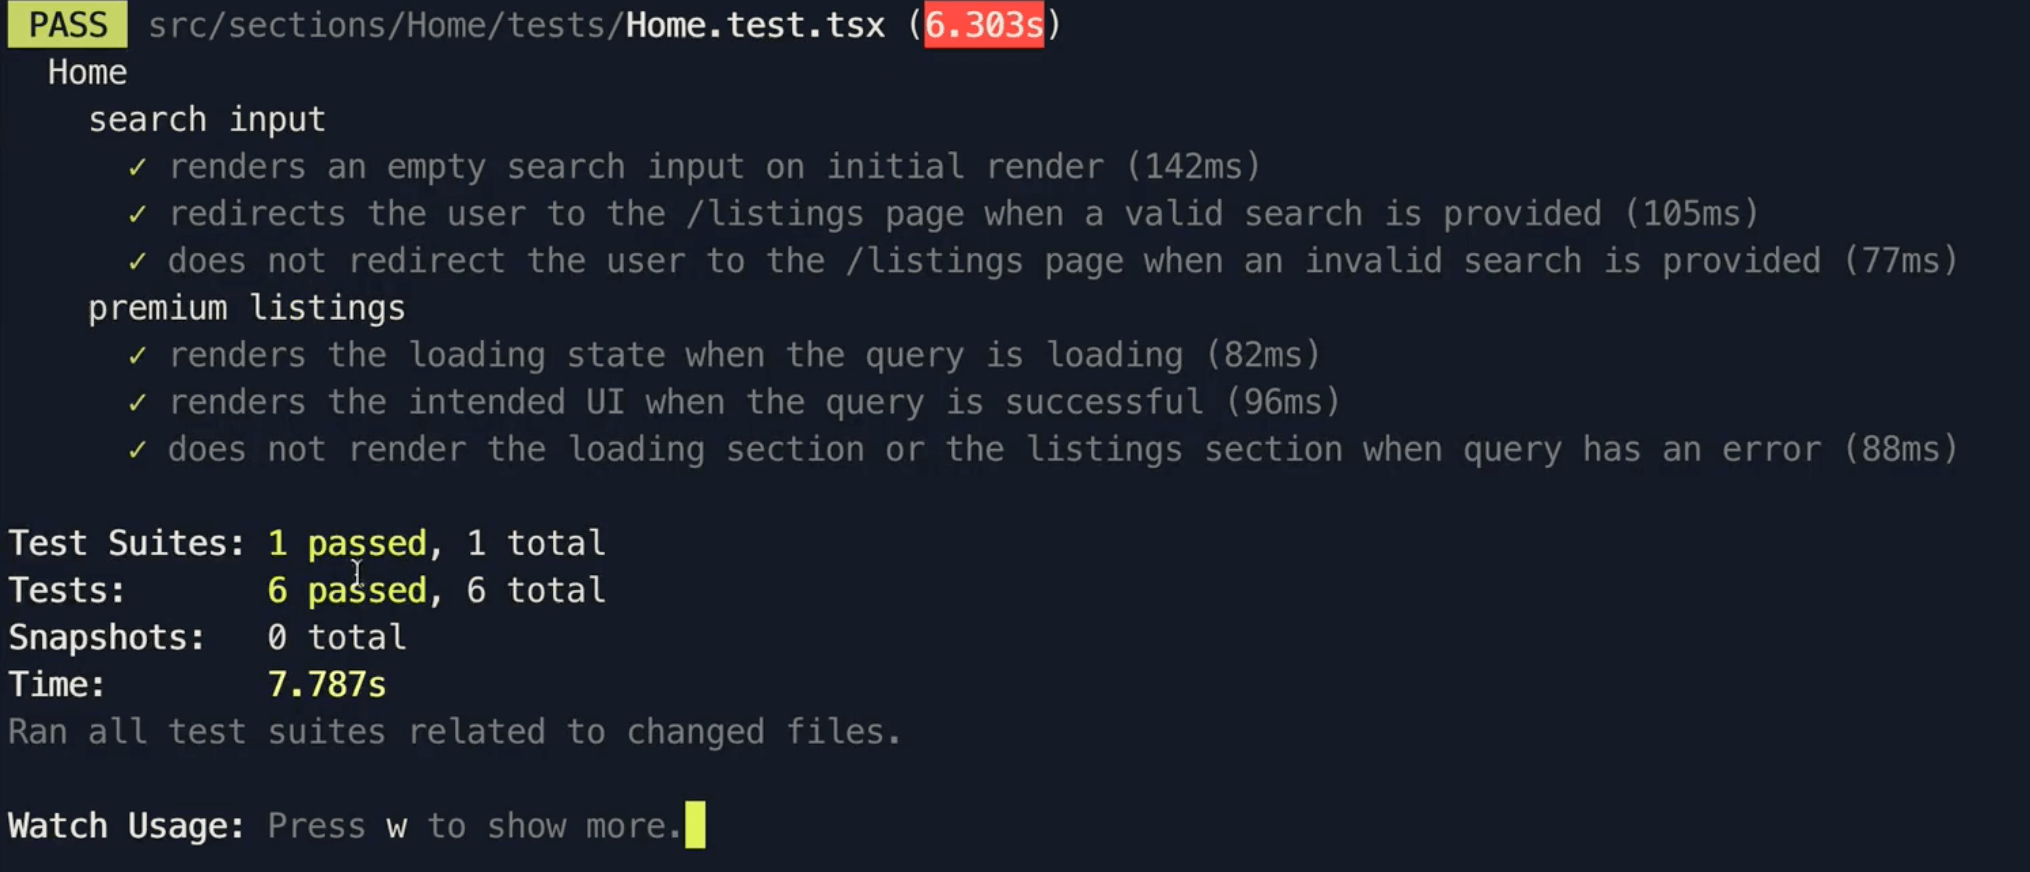 PASS src/sections/Home/tests/Home.test.tsx (6.303s)
Home
search input
✓ renders an empty search input on initial render (142ms)
✓ redirects the user to the /listings page when a valid search is provided (105ms)
✓ does not redirect the user to the /listings page when an invalid search is provided (77ms)
premium listings
✓ renders the loading state when the query is loading (82ms)
✓ renders the intended UI when the query is successful (96ms)
✓ does not render the loading section or the listings section when query has an error (88ms)
Test Suites: 1 passed, 1 total
Tests: 6 passed, 6 total
Snapshots: 0 total
Time: 7.787s
Ran all test suites related to changed files.
Watch Usage: Press w to show more.